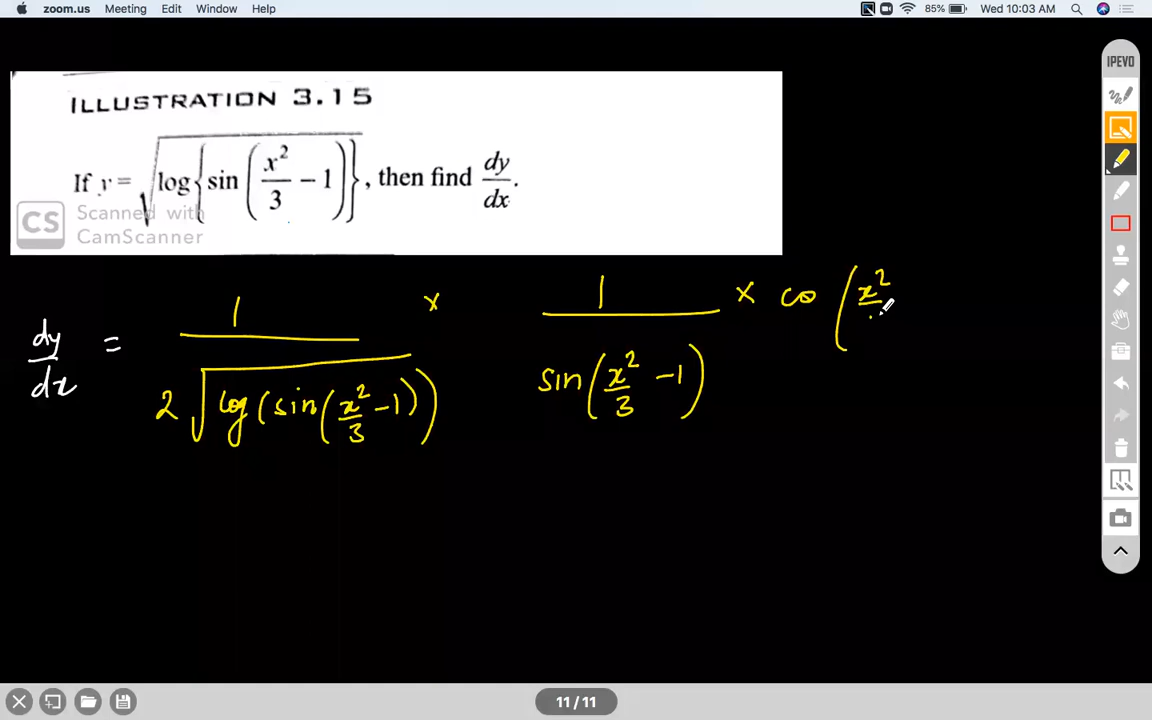 zoom.us Meeting Edit Window Help 85% Wed 10:03 AM
IPEVO
ILLUSTRATION 3.15
If y = √log{sin(x²/3 − 1)}, then find dy/dx.
CS Scanned with
CamScanner
dy/dx = 1/(2√log(sin(x²/3 − 1))) × 1/sin(x²/3 − 1) × cos(x²
11 / 11